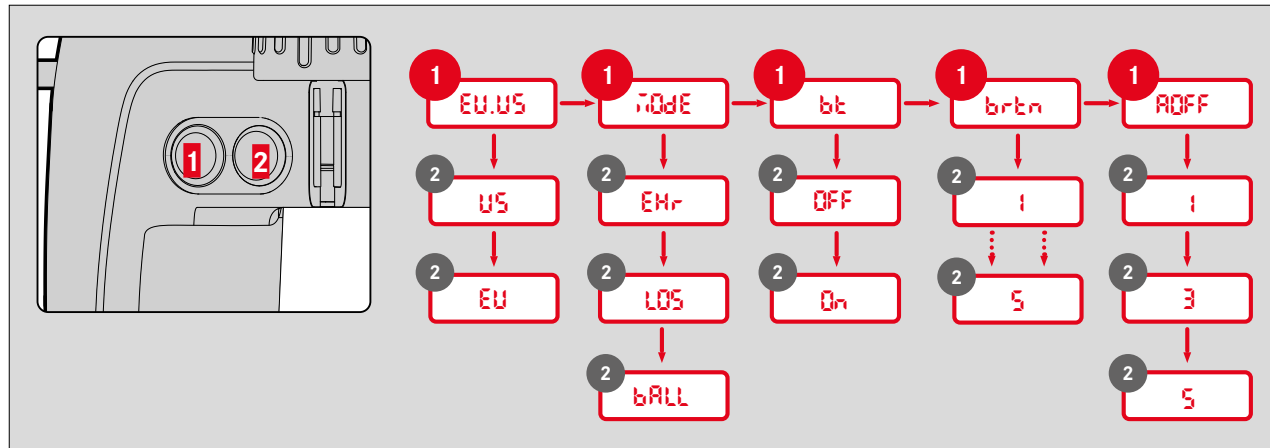 1 2
1 1 1 1 1
EU.US MOdE bt brtn AOFF
2 2 2 2 2
US EHr OFF 1 1
2 2 2 2 2
EU LOS On 5 3
2 2
bALL 5